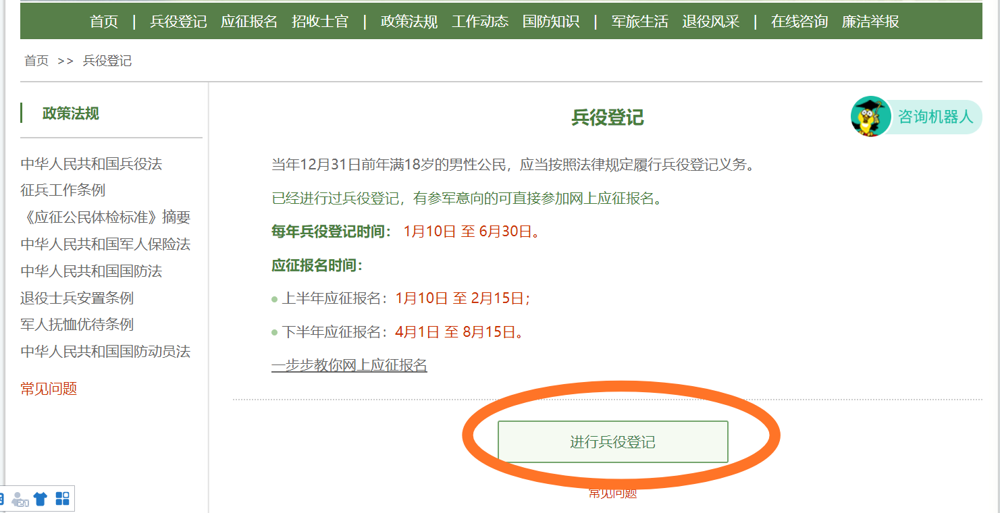 首页 | 兵役登记 应征报名 招收士官 | 政策法规 工作动态 国防知识 | 军旅生活 退役风采 | 在线咨询 廉洁举报
首页 >> 兵役登记
政策法规
中华人民共和国兵役法
征兵工作条例
《应征公民体检标准》摘要
中华人民共和国军人保险法
中华人民共和国国防法
退役士兵安置条例
军人抚恤优待条例
中华人民共和国国防动员法
常见问题
兵役登记
咨询机器人
当年12月31日前年满18岁的男性公民，应当按照法律规定履行兵役登记义务。
已经进行过兵役登记，有参军意向的可直接参加网上应征报名。
每年兵役登记时间： 1月10日 至 6月30日。
应征报名时间：
上半年应征报名：1月10日 至 2月15日；
下半年应征报名：4月1日 至 8月15日。
一步步教你网上应征报名
进行兵役登记
常见问题